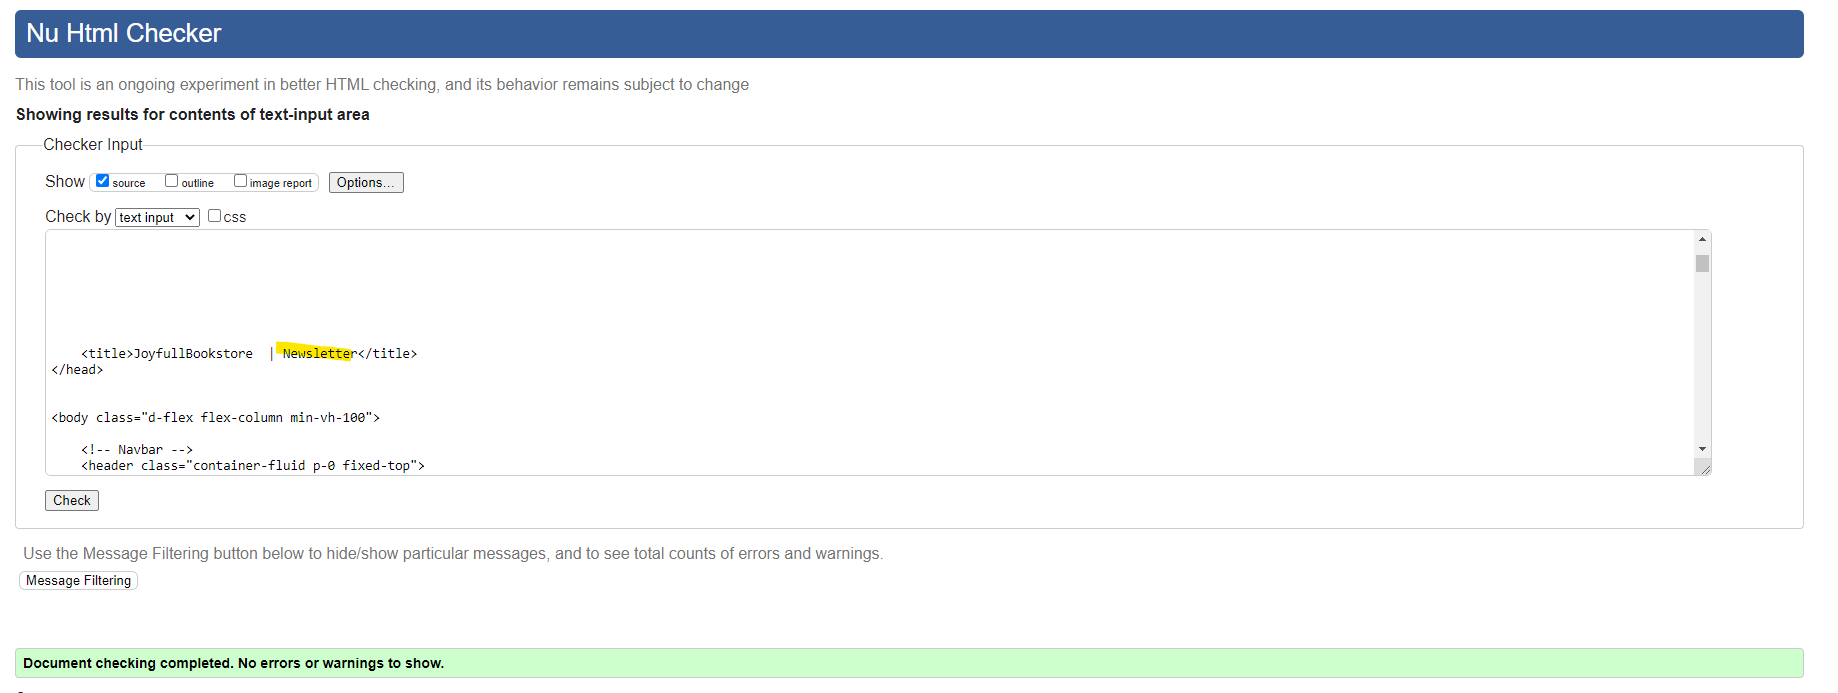 Nu Html Checker
This tool is an ongoing experiment in better HTML checking, and its behavior remains subject to change
Showing results for contents of text-input area
Checker Input
Show source outline image report Options...
Check by text input css
<title>JoyfullBookstore  | Newsletter</title>
</head>
<body class="d-flex flex-column min-vh-100">
<!-- Navbar -->
<header class="container-fluid p-0 fixed-top">
Check
Use the Message Filtering button below to hide/show particular messages, and to see total counts of errors and warnings.
Message Filtering
Document checking completed. No errors or warnings to show.